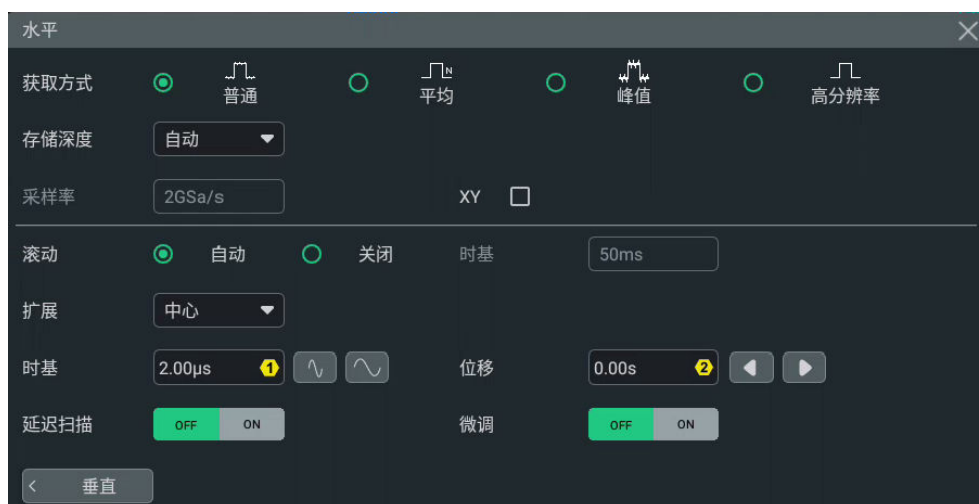 水平
获取方式 普通 N 平均 峰值 高分辨率
存储深度 自动
采样率 2GSa/s XY
滚动 自动 关闭 时基 50ms
扩展 中心
时基 2.00µs 1 位移 0.00s 2
延迟扫描 OFF ON 微调 OFF ON
垂直